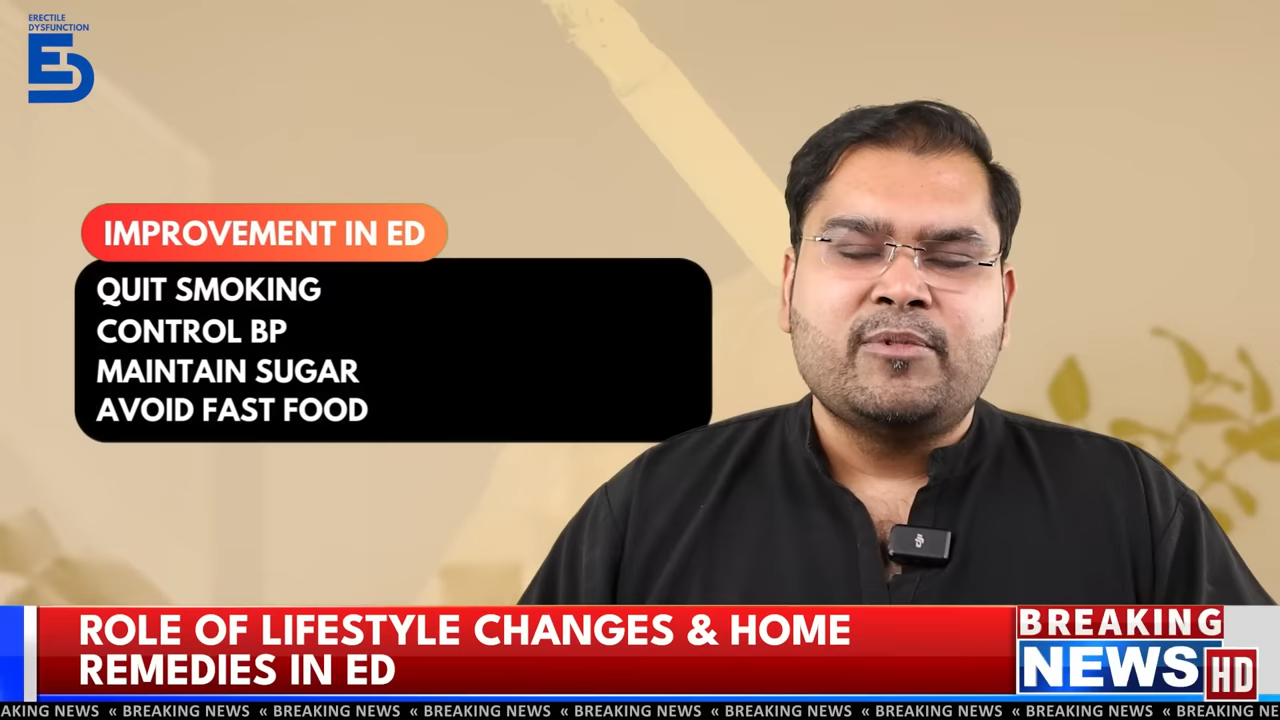 ERECTILE
DYSFUNCTION
ED
IMPROVEMENT IN ED
QUIT SMOKING
CONTROL BP
MAINTAIN SUGAR
AVOID FAST FOOD
dji
ROLE OF LIFESTYLE CHANGES & HOME
REMEDIES IN ED
BREAKING
NEWS HD
AKING NEWS « BREAKING NEWS « BREAKING NEWS « BREAKING NEWS « BREAKING NEWS « BREAKING NEWS « BREAKING NEWS « BREAKING NEWS « BREAKING NE